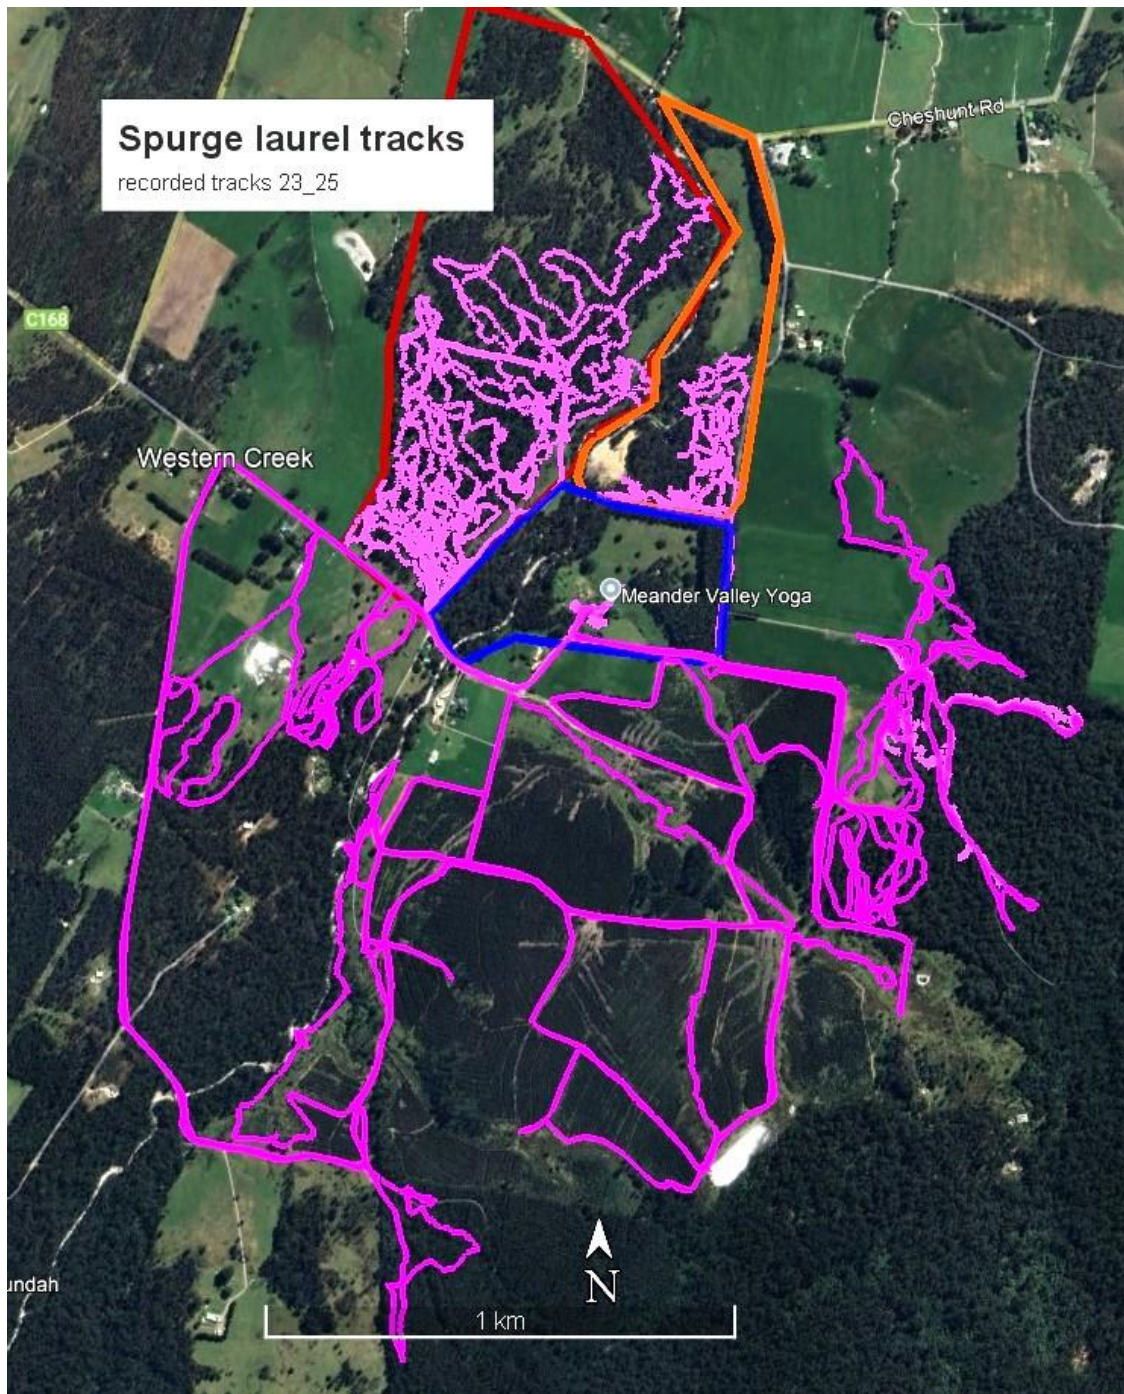 Spurge laurel tracks
recorded tracks 23_25
Cheshunt Rd
C168
Western Creek
Meander Valley Yoga
undah
N
1 km